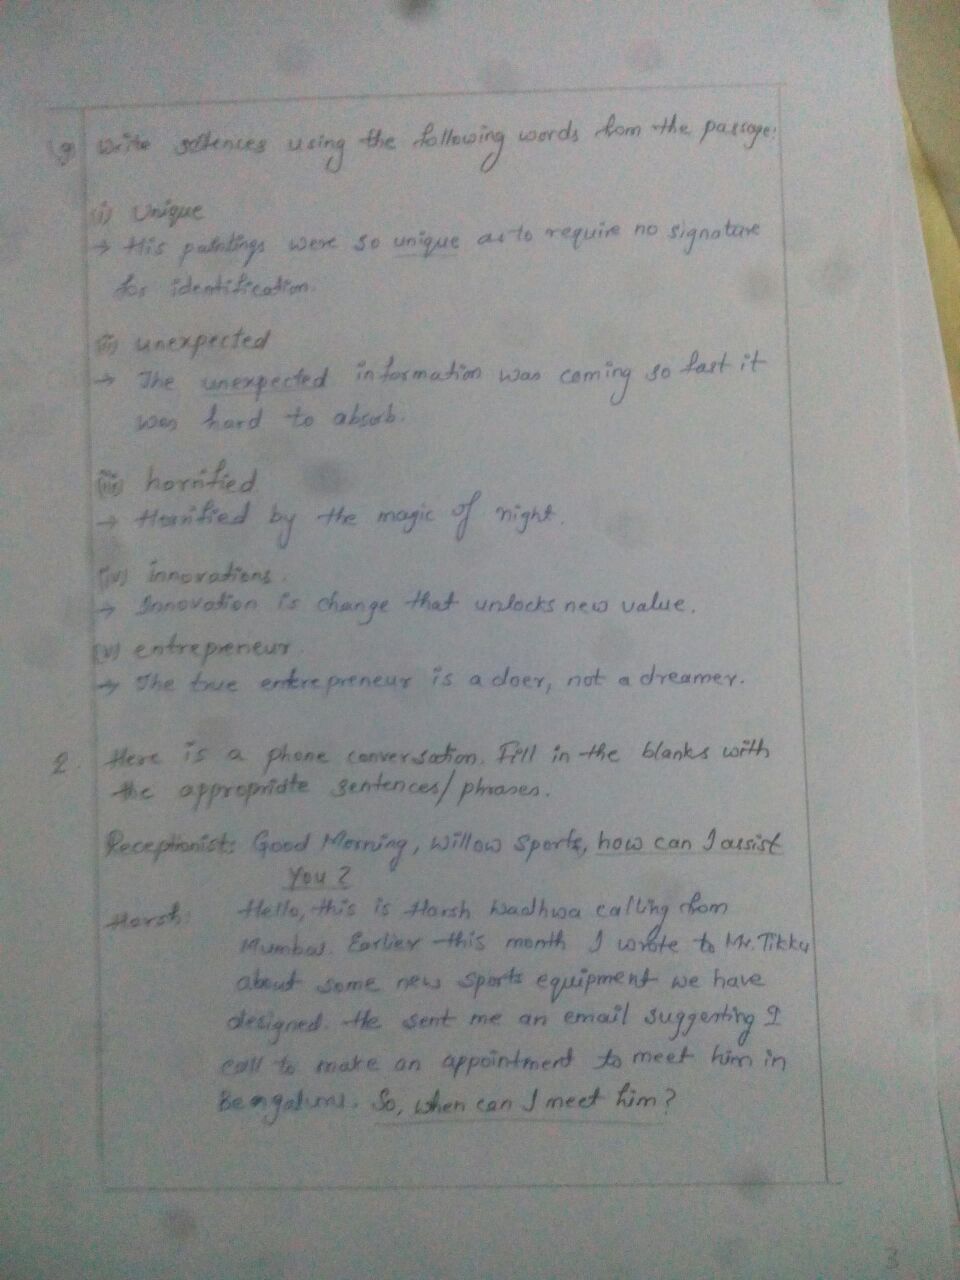 g) Write sentences using the following words from the passage:
(i) Unique
→ His paintings were so unique as to require no signature
for identification.
(ii) unexpected
→ The unexpected information was coming so fast it
was hard to absorb.
(iii) horrified
→ Horrified by the magic of night.
(iv) innovations.
→ Innovation is change that unlocks new value.
(v) entrepreneur
→ The true entrepreneur is a doer, not a dreamer.
2. Here is a phone conversation. Fill in the blanks with
the appropriate sentences/phrases.
Receptionist: Good Morning, Willow Sports, how can I assist
You?
Harsh: Hello, this is Harsh Wadhwa calling from
Mumbai. Earlier this month I wrote to Mr. Tikku
about some new sports equipment we have
designed. He sent me an email suggesting I
call to make an appointment to meet him in
Bengaluru. So, when can I meet him?
3